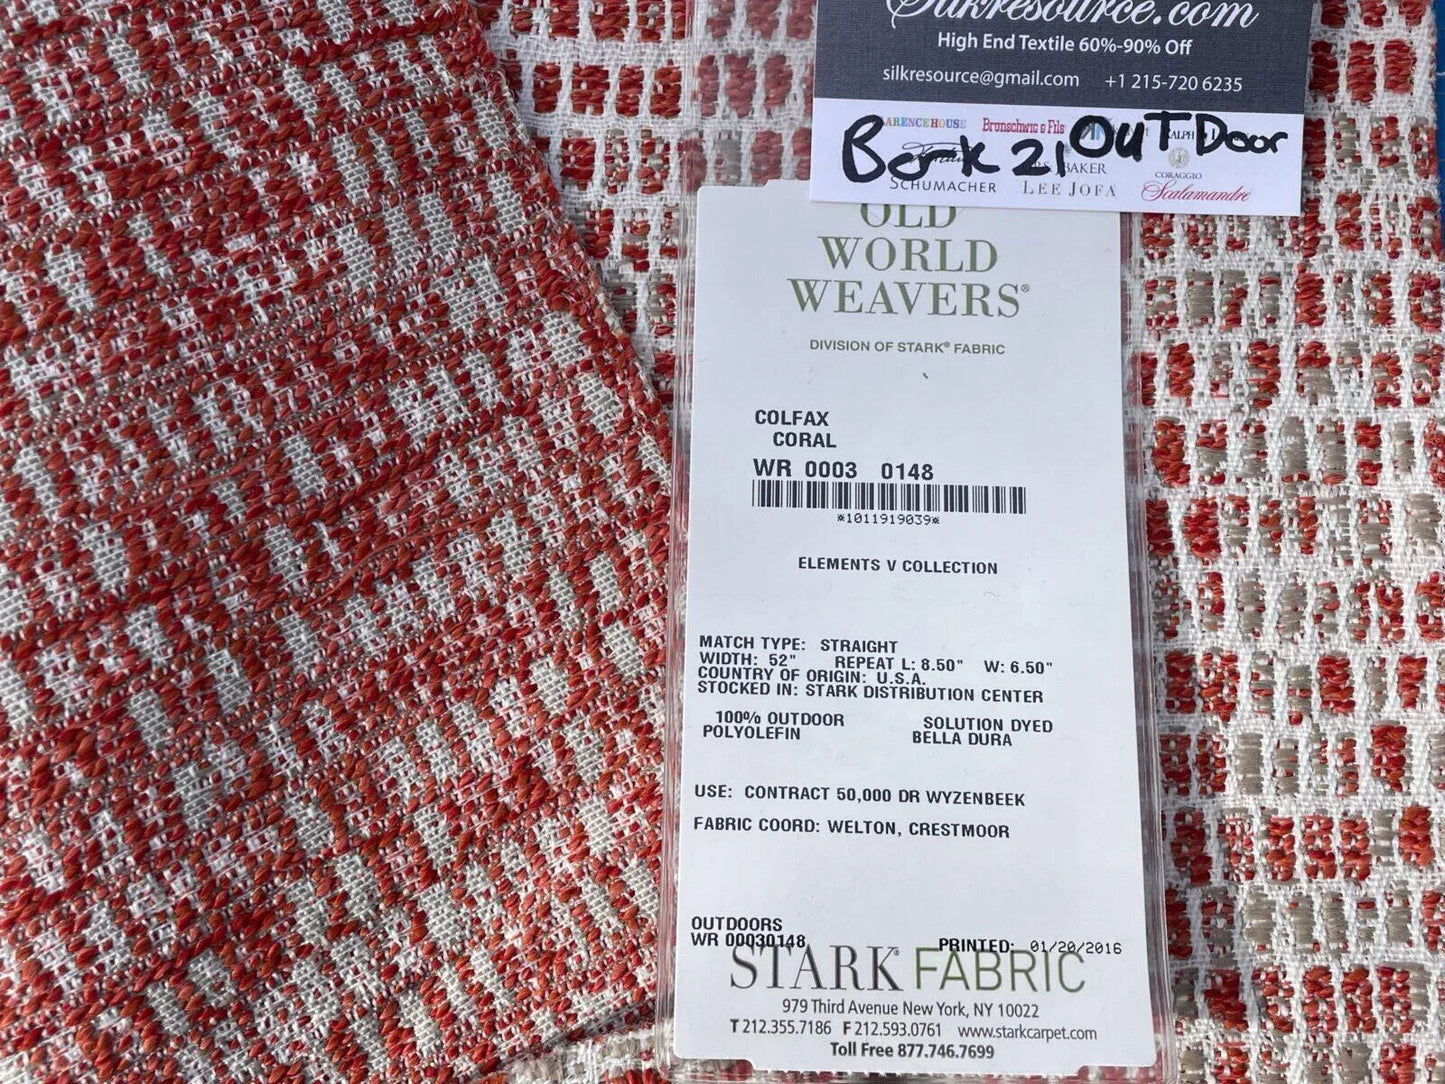 Silkresource.com
High End Textile 60%-90% Off
silkresource@gmail.com +1 215-720 6235
Brunschwig & Fils
Book 21 OUTDoor
BAKER
CORAGGIO
SCHUMACHER LEE JOFA Scalamandré
OLD
WORLD
WEAVERS®
DIVISION OF STARK® FABRIC
COLFAX
CORAL
WR 0003 0148
*1011919039*
ELEMENTS V COLLECTION
MATCH TYPE: STRAIGHT
WIDTH: 52" REPEAT L: 8.50" W: 6.50"
COUNTRY OF ORIGIN: U.S.A.
STOCKED IN: STARK DISTRIBUTION CENTER
100% OUTDOOR SOLUTION DYED
POLYOLEFIN BELLA DURA
USE: CONTRACT 50,000 DR WYZENBEEK
FABRIC COORD: WELTON, CRESTMOOR
OUTDOORS
WR 00030148 PRINTED: 01/20/2016
STARK® FABRIC
979 Third Avenue New York, NY 10022
T 212.355.7186 F 212.593.0761 www.starkcarpet.com
Toll Free 877.746.7699